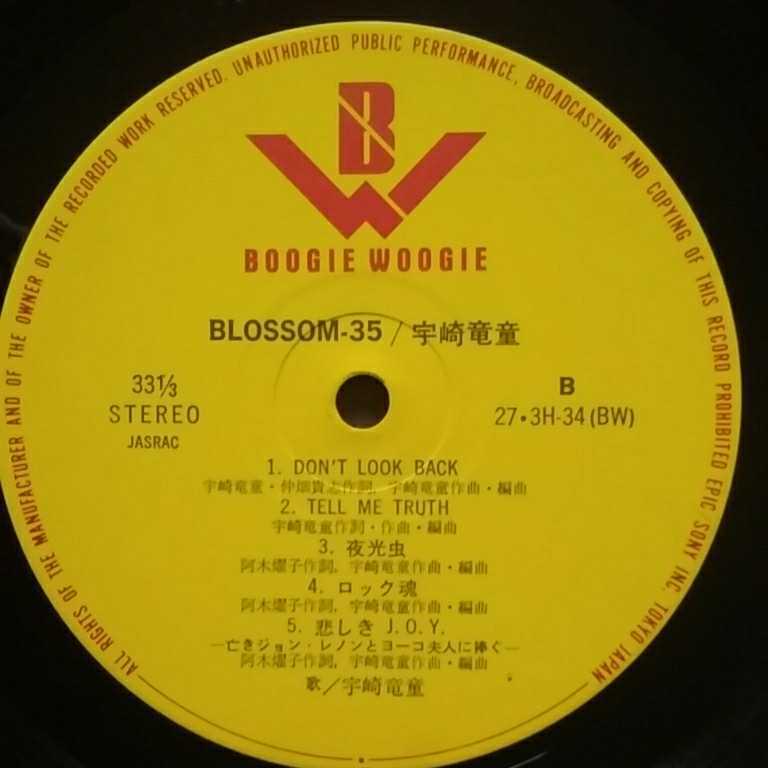 ALL RIGHTS OF THE MANUFACTURER AND OF THE OWNER OF THE RECORDED WORK RESERVED. UNAUTHORIZED PUBLIC PERFORMANCE, BROADCASTING AND COPYING OF THIS RECORD PROHIBITED EPIC/SONY INC. TOKYO JAPAN
BW
BOOGIE WOOGIE
BLOSSOM-35 / 宇崎竜童
33⅓
STEREO
JASRAC
B
27・3H-34(BW)
1. DON'T LOOK BACK
宇崎竜童・仲畑貴志作詞, 宇崎竜童作曲・編曲
2. TELL ME TRUTH
宇崎竜童作詞・作曲・編曲
3. 夜光虫
阿木燿子作詞, 宇崎竜童作曲・編曲
4. ロック魂
阿木燿子作詞, 宇崎竜童作曲・編曲
5. 悲しき J.O.Y.
―亡きジョン・レノンとヨーコ夫人に捧ぐ―
阿木燿子作詞, 宇崎竜童作曲・編曲
歌／宇崎竜童